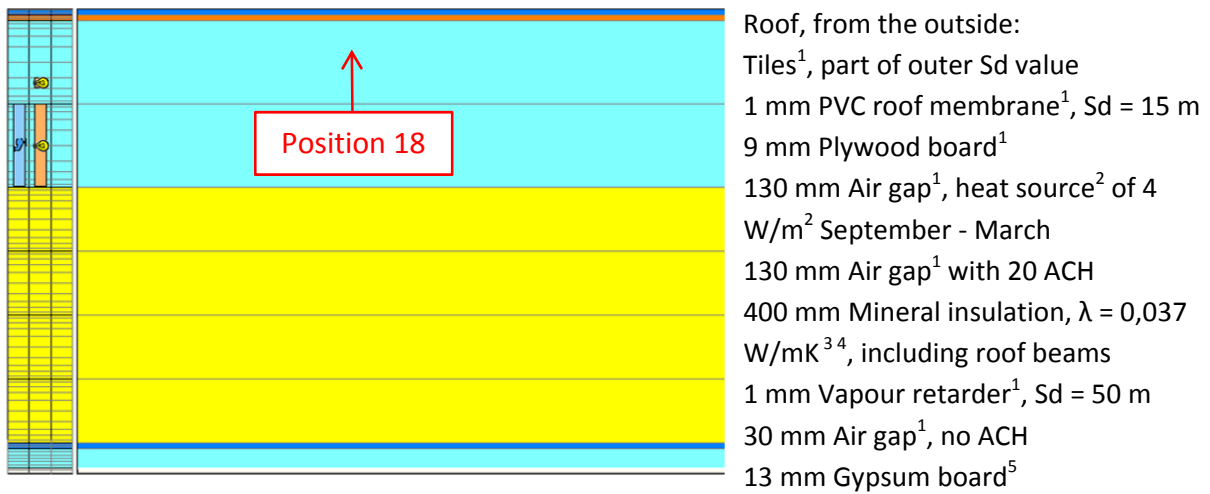 Roof, from the outside:
Tiles¹, part of outer Sd value
1 mm PVC roof membrane¹, Sd = 15 m
9 mm Plywood board¹
130 mm Air gap¹, heat source² of 4
W/m² September - March
130 mm Air gap¹ with 20 ACH
400 mm Mineral insulation, λ = 0,037
W/mK³ ⁴, including roof beams
1 mm Vapour retarder¹, Sd = 50 m
30 mm Air gap¹, no ACH
13 mm Gypsum board⁵
Position 18